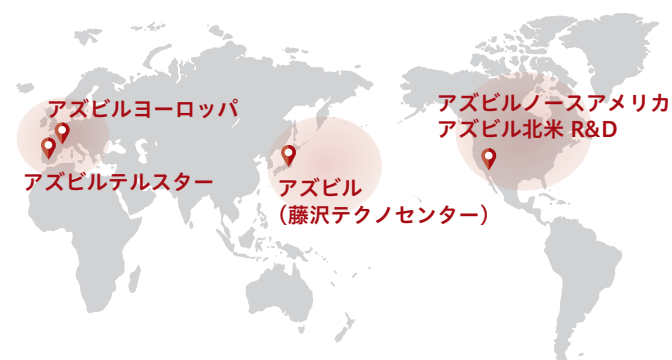 アズビルヨーロッパ
アズビルテルスター
アズビル
（藤沢テクノセンター）
アズビルノースアメリカ
アズビル北米 R&D